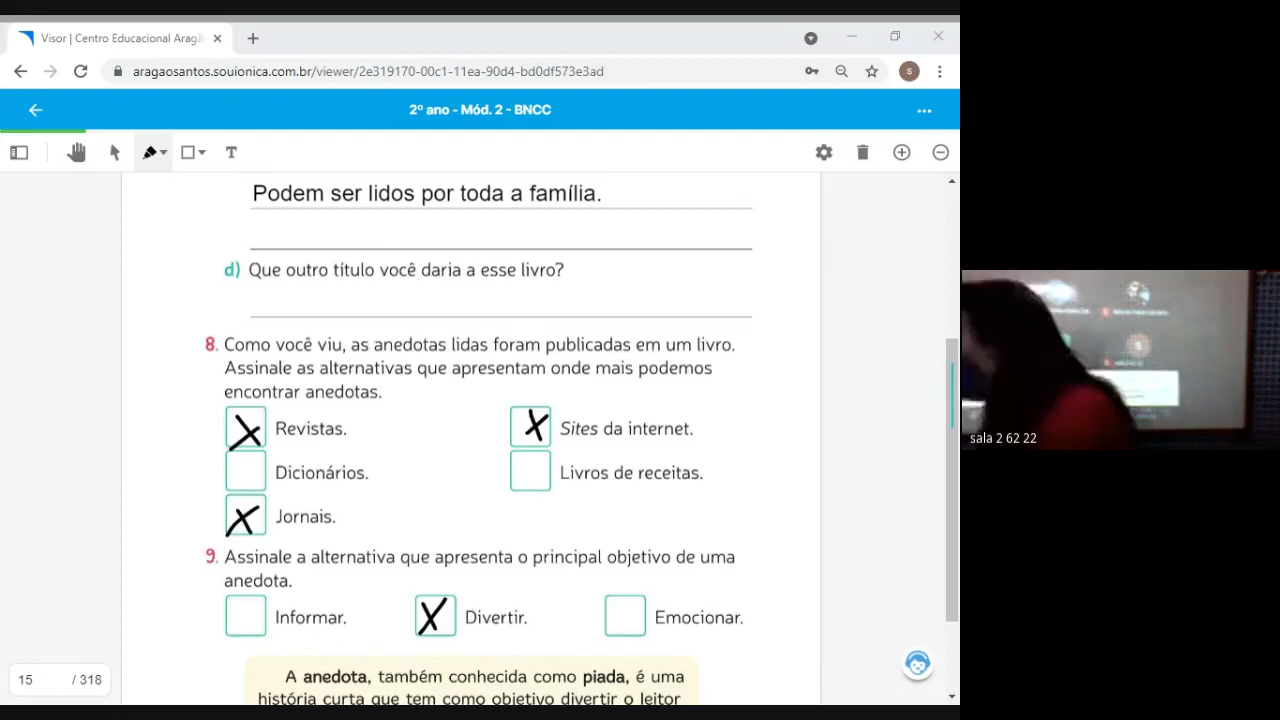 Visor | Centro Educacional Aragã
aragaosantos.souionica.com.br/viewer/2e319170-00c1-11ea-90d4-bd0df573e3ad
S
2º ano - Mód. 2 - BNCC
T
Podem ser lidos por toda a família.
d) Que outro título você daria a esse livro?
8. Como você viu, as anedotas lidas foram publicadas em um livro.
Assinale as alternativas que apresentam onde mais podemos
encontrar anedotas.
X Revistas. X Sites da internet.
Dicionários. Livros de receitas.
X Jornais.
9. Assinale a alternativa que apresenta o principal objetivo de uma
anedota.
Informar. X Divertir. Emocionar.
A anedota, também conhecida como piada, é uma
história curta que tem como objetivo divertir o leitor
15 / 318
sala 2 62 22